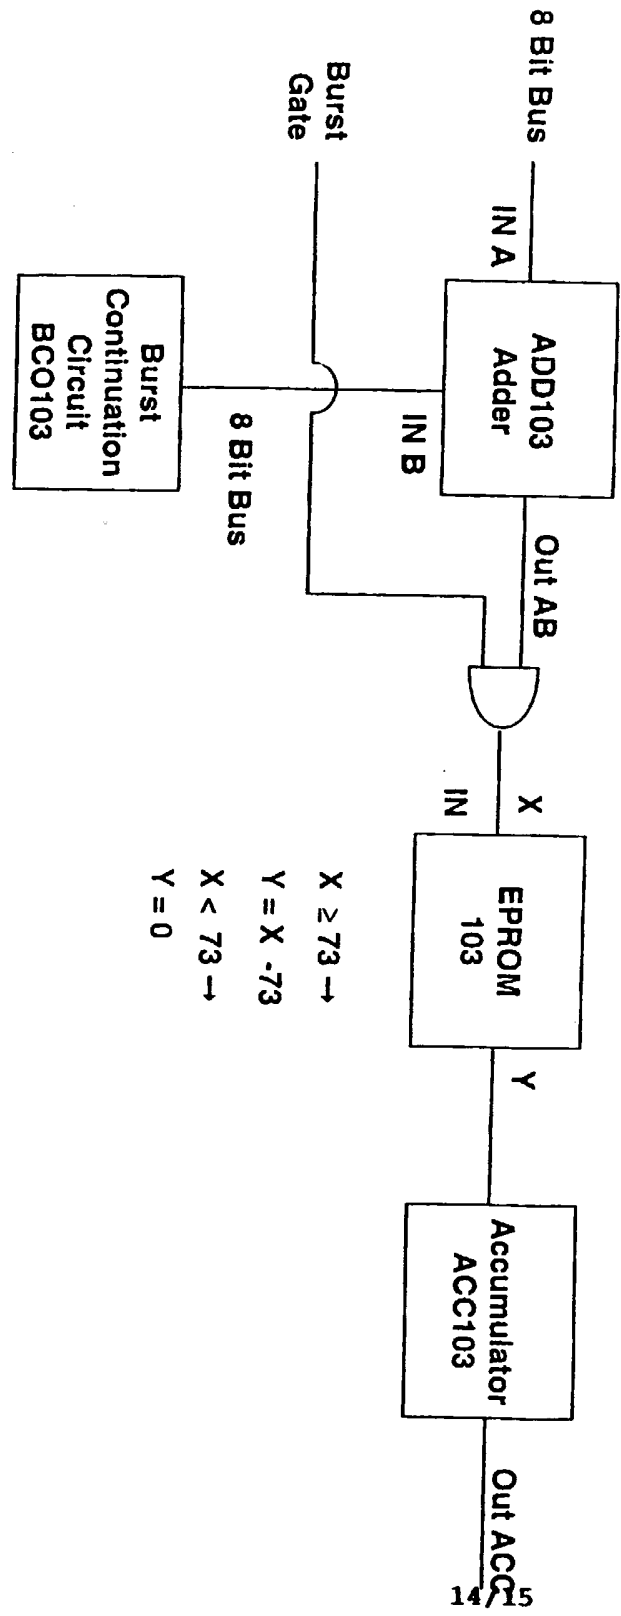 8 Bit Bus
IN A
ADD103
Adder
IN B
Out AB
Burst
Gate
8 Bit Bus
Burst
Continuation
Circuit
BCO103
X
IN
EPROM
103
Y
X ≥ 73 →
Y = X -73
X < 73 →
Y = 0
Accumulator
ACC103
Out ACC
14/15